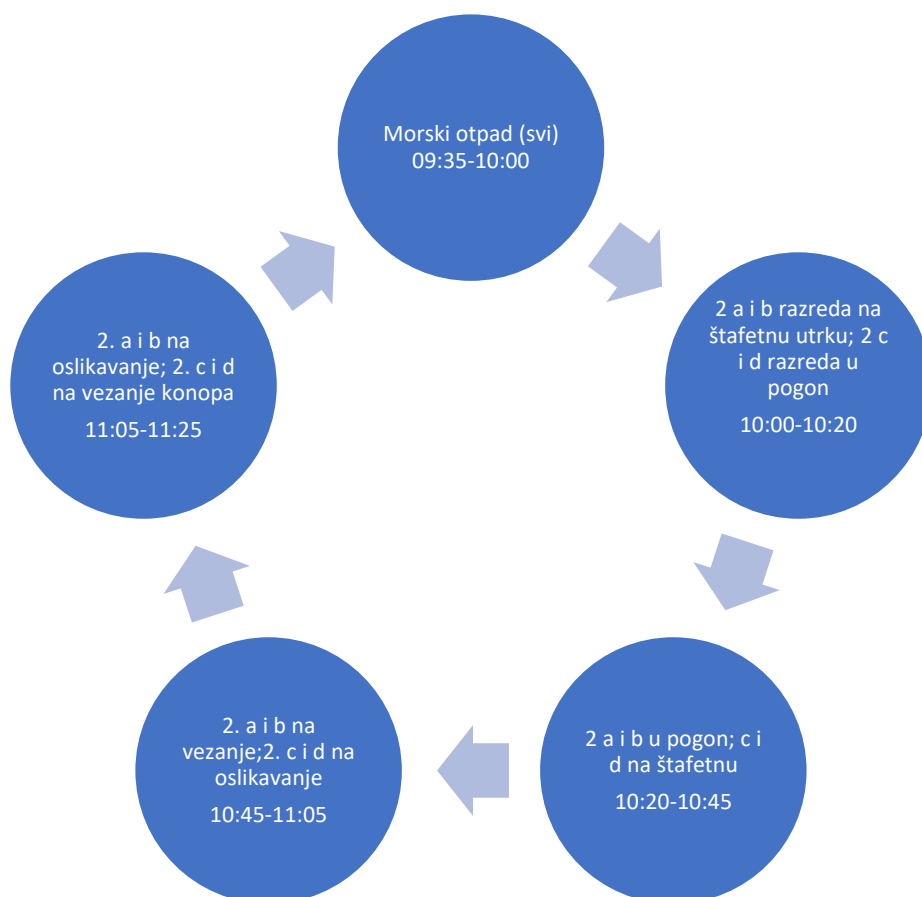 Morski otpad (svi)
09:35-10:00
2 a i b razreda na
štafetnu utrku; 2 c
i d razreda u
pogon
10:00-10:20
2 a i b u pogon; c i
d na štafetnu
10:20-10:45
2. a i b na
vezanje;2. c i d na
oslikavanje
10:45-11:05
2. a i b na
oslikavanje; 2. c i d
na vezanje konopa
11:05-11:25